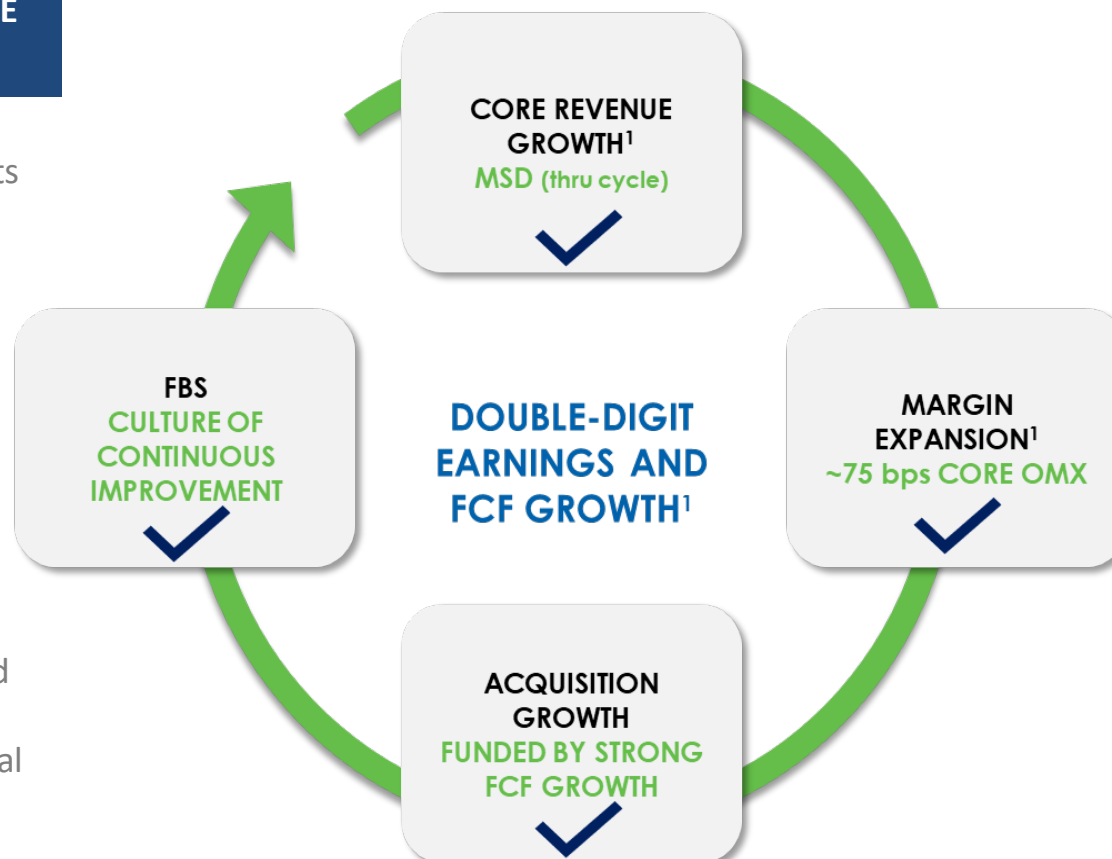 CORE REVENUE
GROWTH¹
MSD (thru cycle)
FBS
CULTURE OF
CONTINUOUS
IMPROVEMENT
DOUBLE-DIGIT
EARNINGS AND
FCF GROWTH¹
MARGIN
EXPANSION¹
~75 bps CORE OMX
ACQUISITION
GROWTH
FUNDED BY STRONG
FCF GROWTH